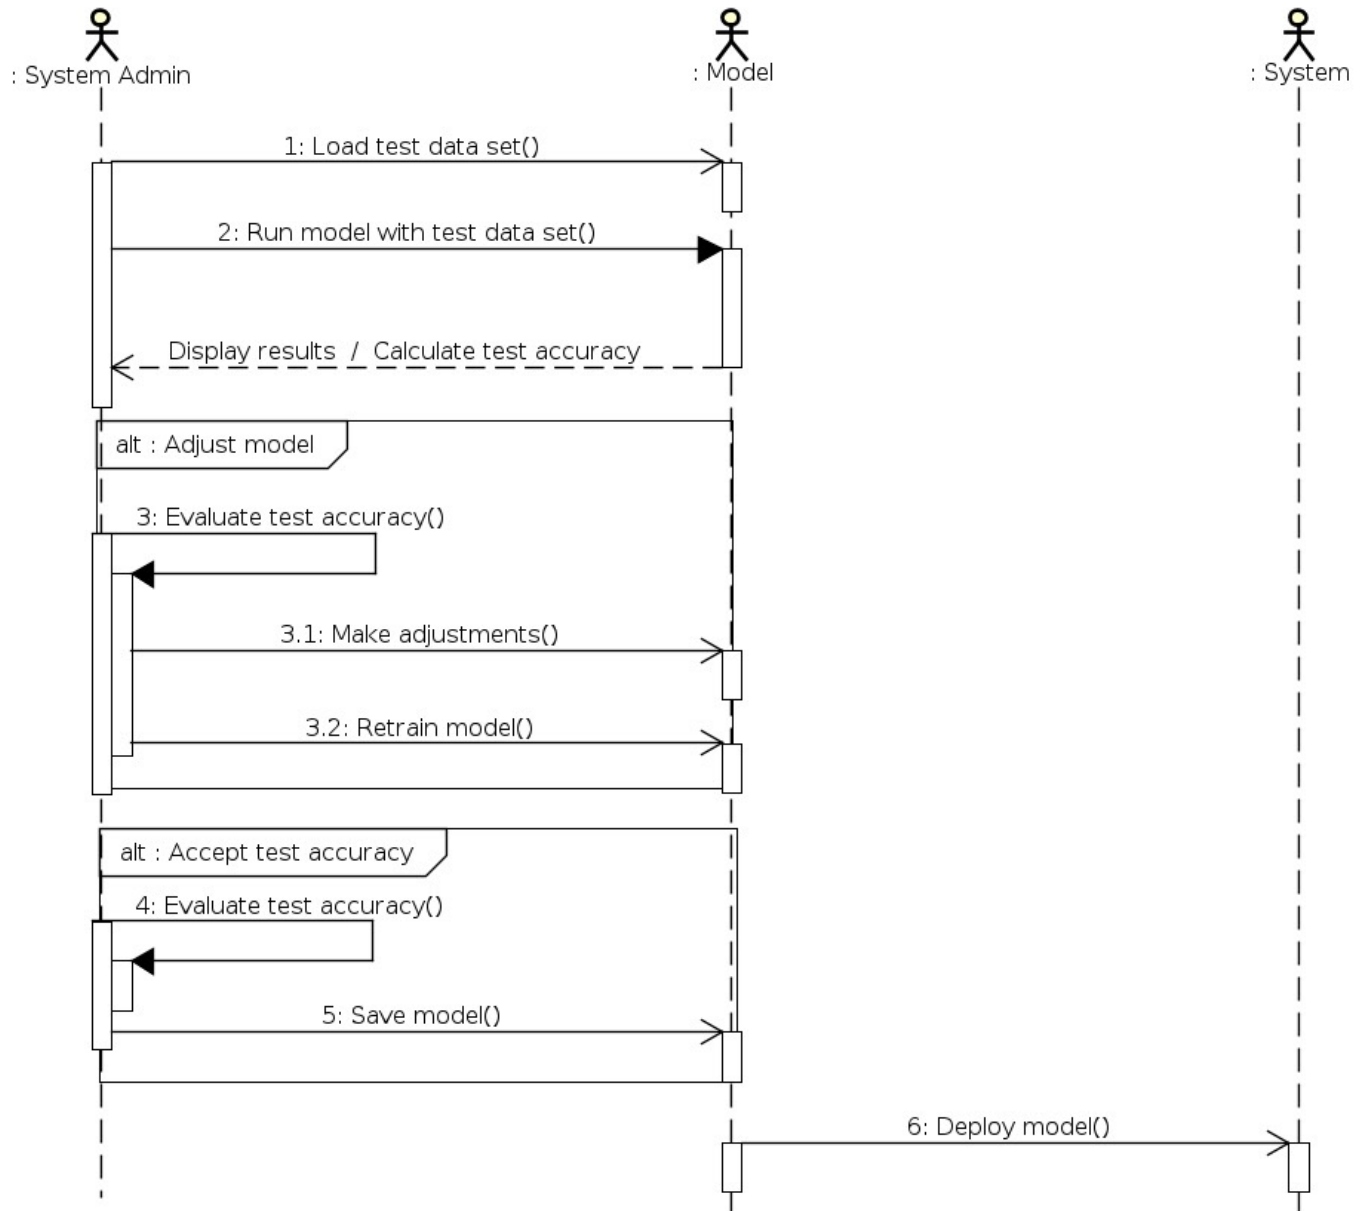 : System Admin
: Model
: System
1: Load test data set()
2: Run model with test data set()
Display results / Calculate test accuracy
alt : Adjust model
3: Evaluate test accuracy()
3.1: Make adjustments()
3.2: Retrain model()
alt : Accept test accuracy
4: Evaluate test accuracy()
5: Save model()
6: Deploy model()